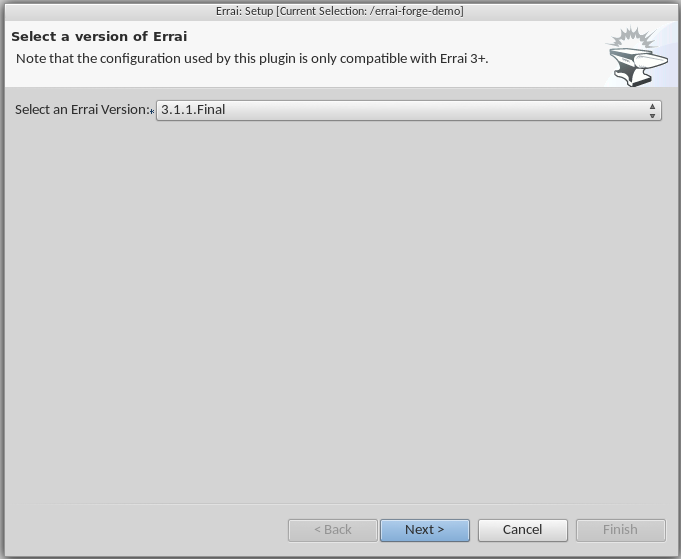 Errai: Setup [Current Selection: /errai-forge-demo]
Select a version of Errai
Note that the configuration used by this plugin is only compatible with Errai 3+.
Select an Errai Version:* 3.1.1.Final
< Back Next > Cancel Finish